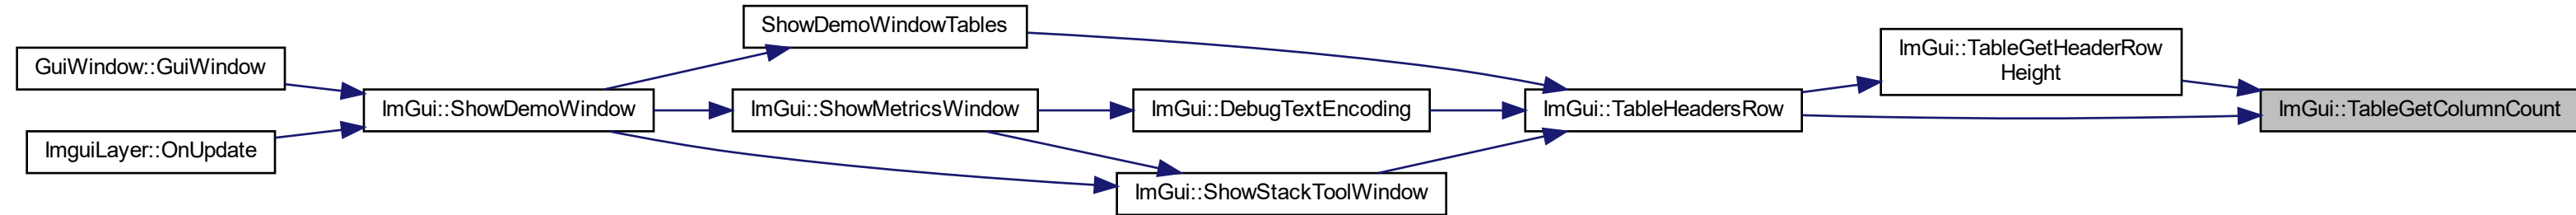 ShowDemoWindowTables
GuiWindow::GuiWindow
ImGui::TableGetHeaderRow
Height
ImGui::ShowDemoWindow
ImGui::ShowMetricsWindow
ImGui::DebugTextEncoding
ImGui::TableHeadersRow
ImGui::TableGetColumnCount
ImguiLayer::OnUpdate
ImGui::ShowStackToolWindow